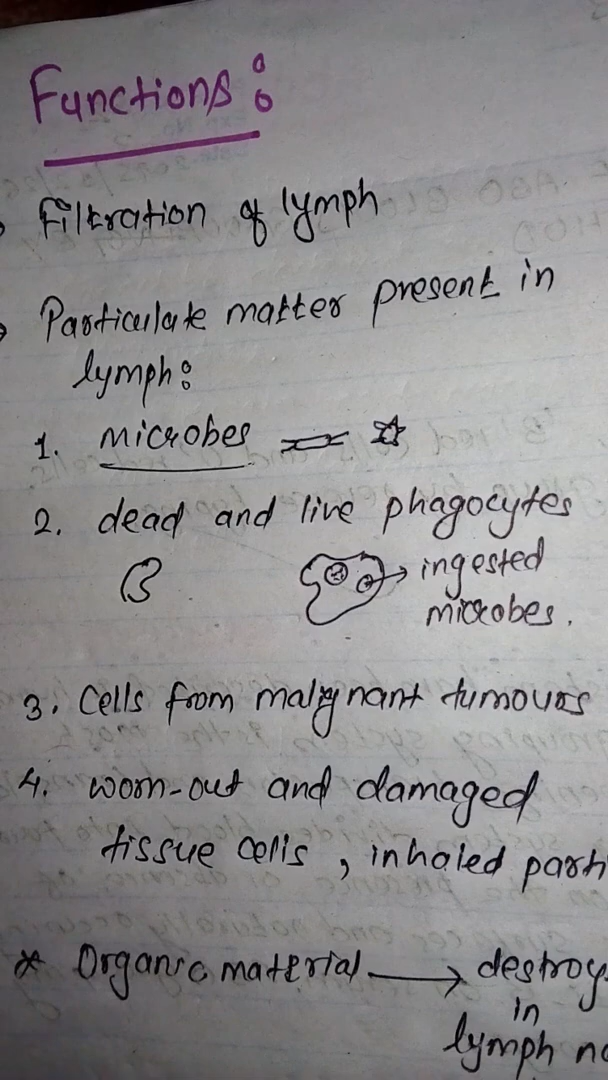 Functions:
Filtration of lymph
Particulate matter present in
lymph:
1. microbes
2. dead and live phagocytes
ingested
microbes.
3. Cells from malignant tumours
4. worn-out and damaged
tissue cells, inhaled parti
* Organic material → destroy
in
lymph no